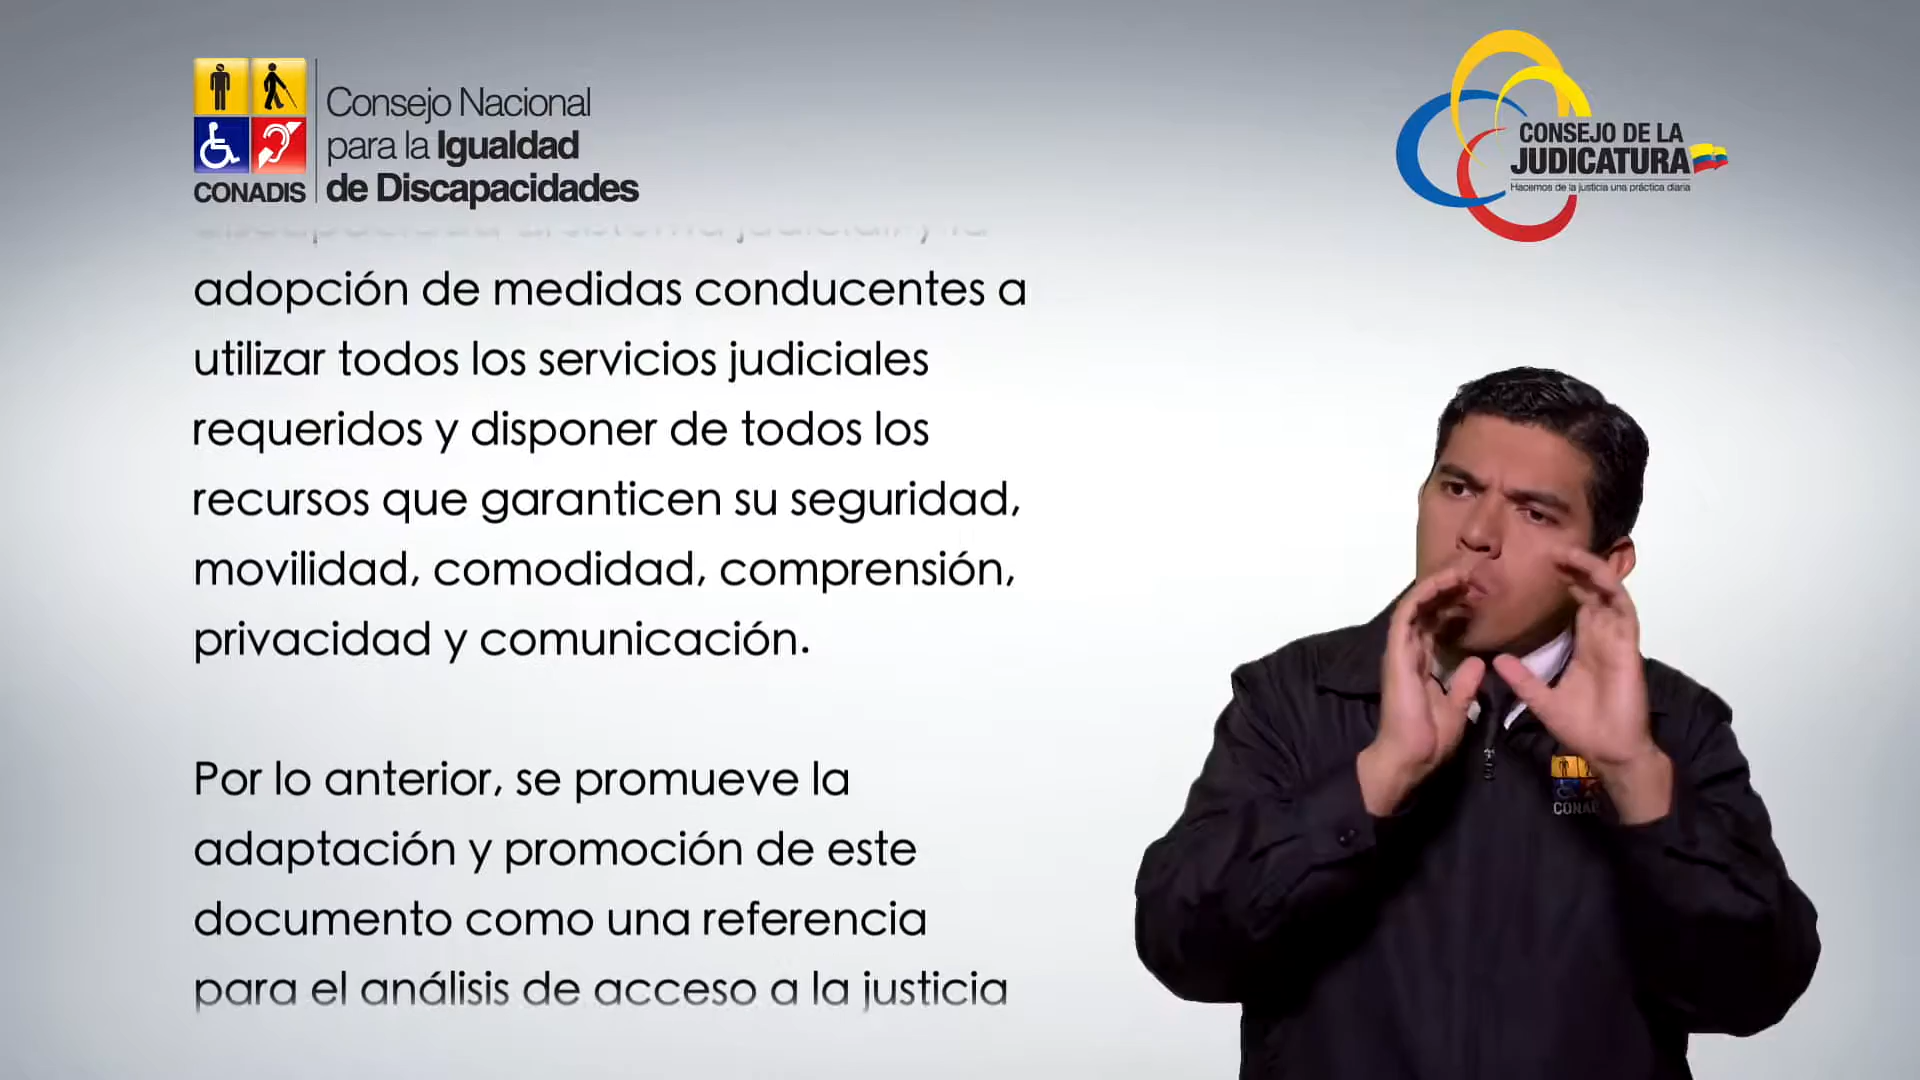 Consejo Nacional
para la Igualdad
de Discapacidades
CONADIS
CONSEJO DE LA
JUDICATURA
Hacemos de la justicia una práctica diaria
adopción de medidas conducentes a
utilizar todos los servicios judiciales
requeridos y disponer de todos los
recursos que garanticen su seguridad,
movilidad, comodidad, comprensión,
privacidad y comunicación.
Por lo anterior, se promueve la
adaptación y promoción de este
documento como una referencia
para el análisis de acceso a la justicia